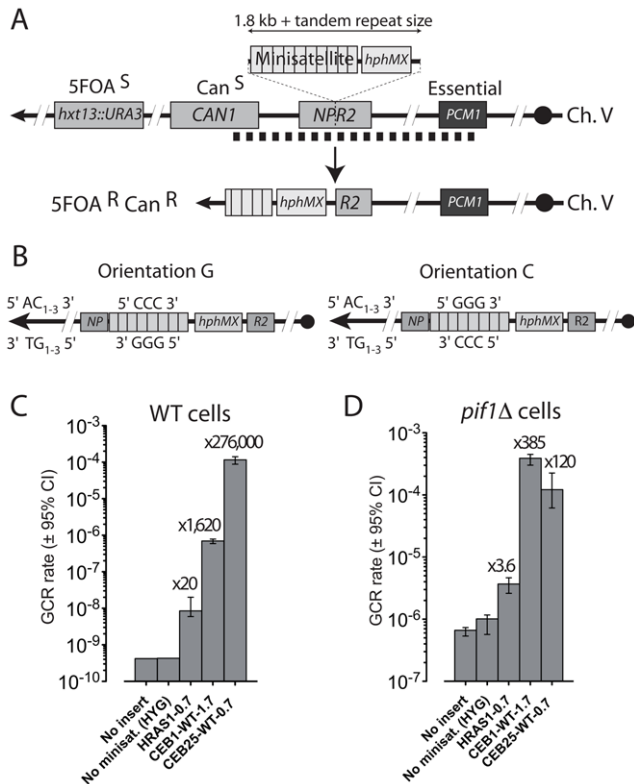 A
1.8 kb + tandem repeat size
Minisatellite hphMX
5FOA S Can S Essential
hxt13::URA3 CAN1 NPR2 PCM1 Ch. V
5FOA R Can R hphMX R2 PCM1 Ch. V
B
Orientation G Orientation C
5' AC1-3 3' 5' CCC 3' 5' AC1-3 3' 5' GGG 3'
NP hphMX R2 NP hphMX R2
3' TG1-3 5' 3' GGG 5' 3' TG1-3 5' 3' CCC 5'
C WT cells
GCR rate (± 95% CI)
10-3
10-4
10-5
10-6
10-7
10-8
10-9
10-10
x20
x1,620
x276,000
No insert
No minisat. (HYG)
HRAS1-0.7
CEB1-WT-1.7
CEB25-WT-0.7
D pif1Δ cells
GCR rate (± 95% CI)
10-3
10-4
10-5
10-6
10-7
x3.6
x385
x120
No insert
No minisat. (HYG)
HRAS1-0.7
CEB1-WT-1.7
CEB25-WT-0.7